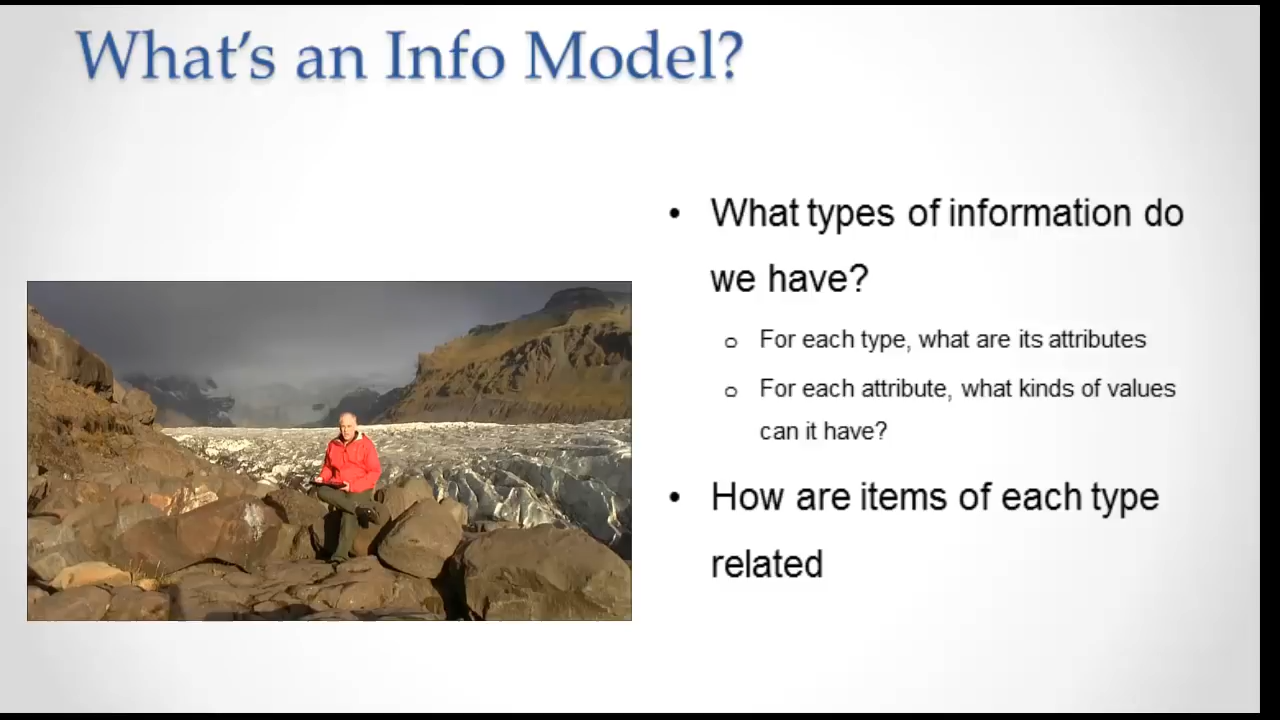 What's an Info Model?
• What types of information do
we have?
o For each type, what are its attributes
o For each attribute, what kinds of values
can it have?
• How are items of each type
related